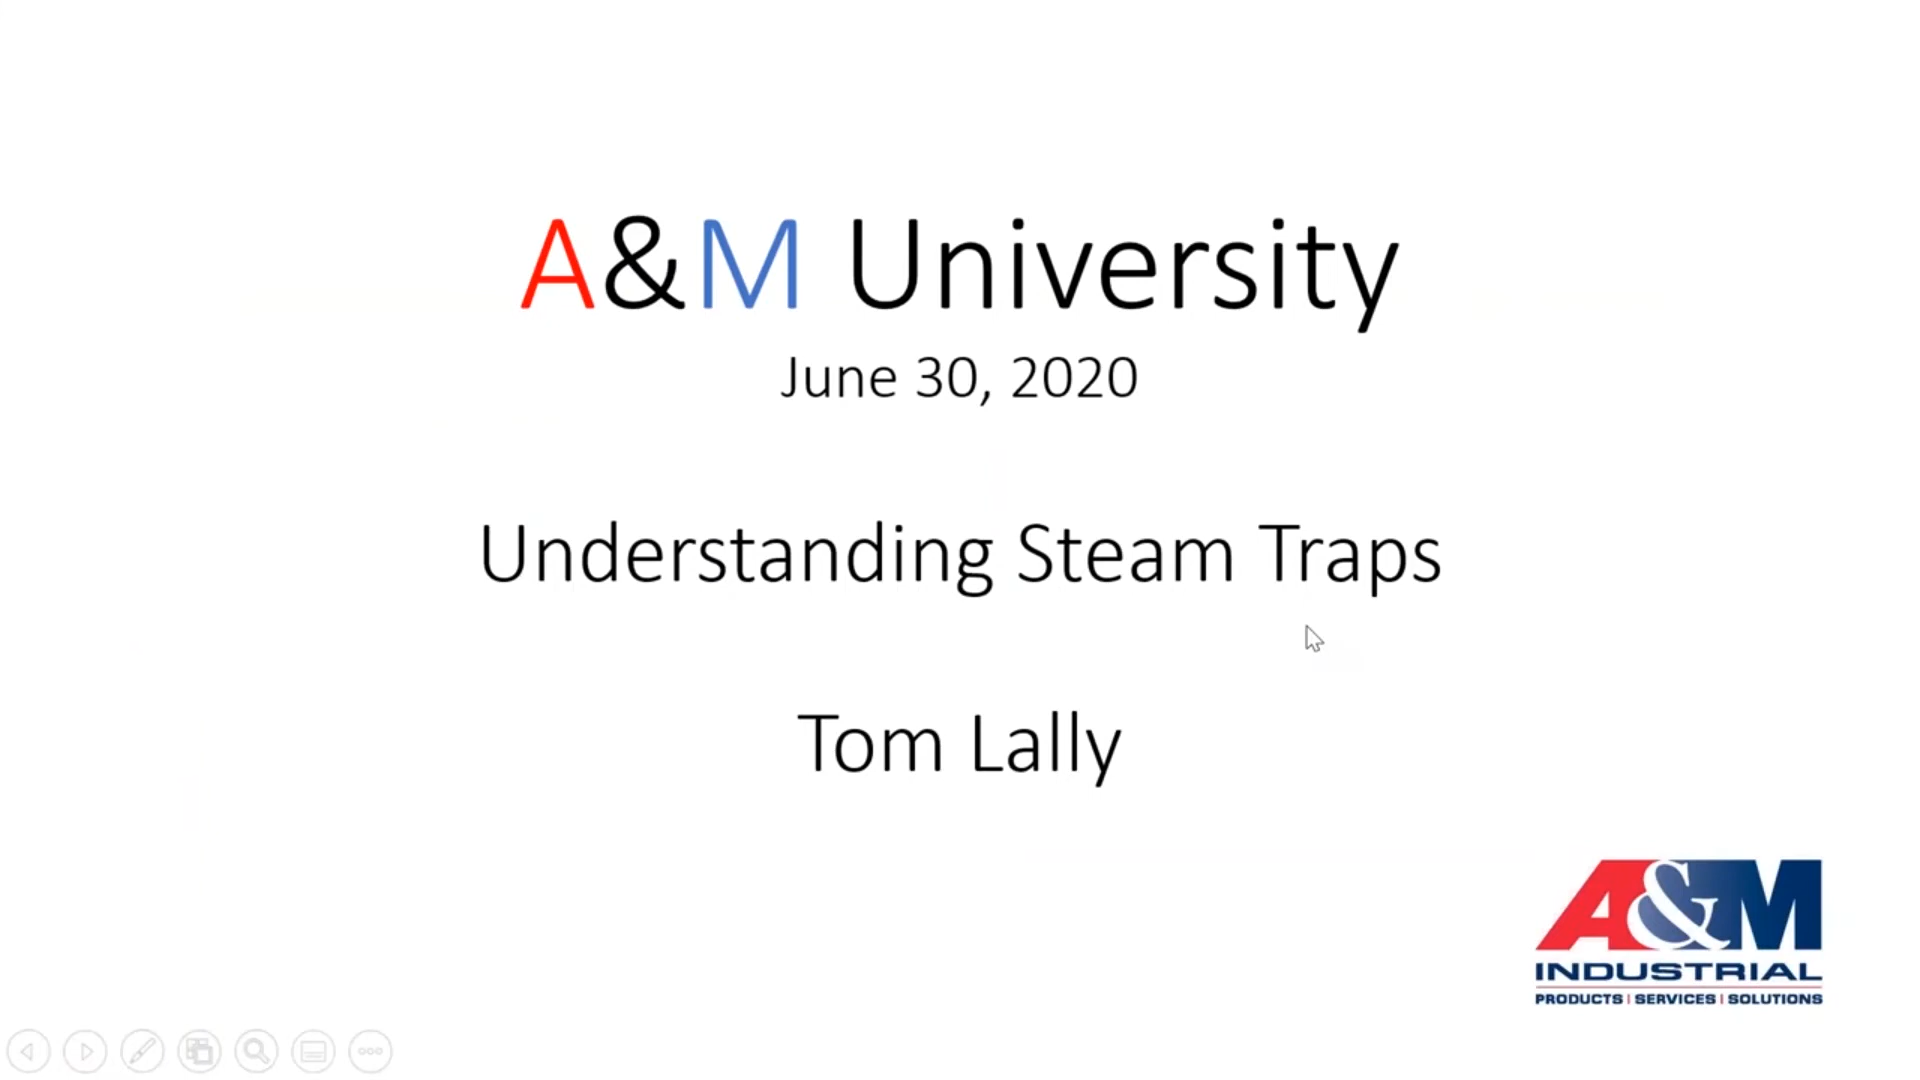 A&M University
June 30, 2020
Understanding Steam Traps
Tom Lally
A&M
INDUSTRIAL
PRODUCTS | SERVICES | SOLUTIONS